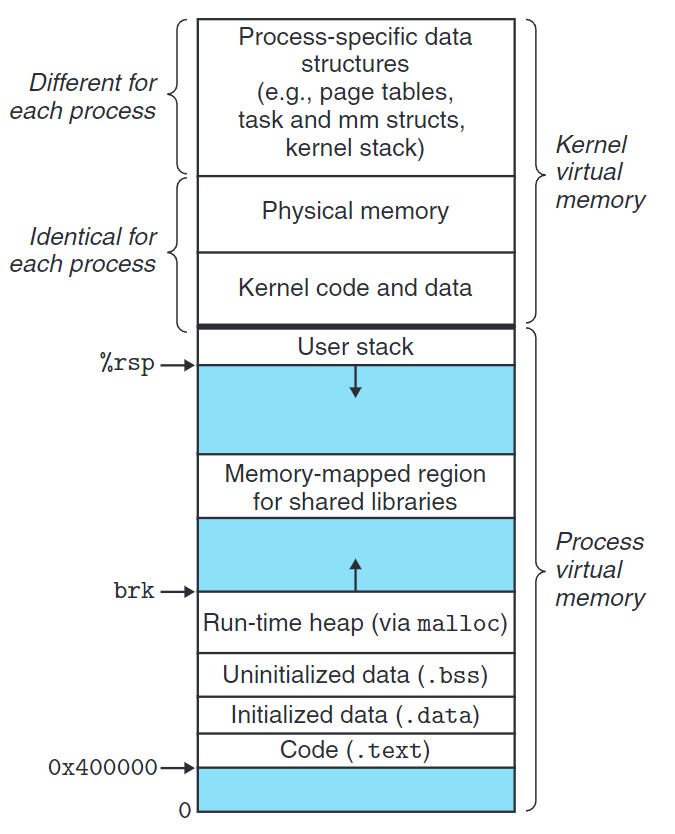 Process-specific data
structures
(e.g., page tables,
task and mm structs,
kernel stack)
Different for
each process
Physical memory
Kernel
virtual
memory
Identical for
each process
Kernel code and data
User stack
%rsp
Memory-mapped region
for shared libraries
Process
virtual
memory
brk
Run-time heap (via malloc)
Uninitialized data (.bss)
Initialized data (.data)
Code (.text)
0x400000
0